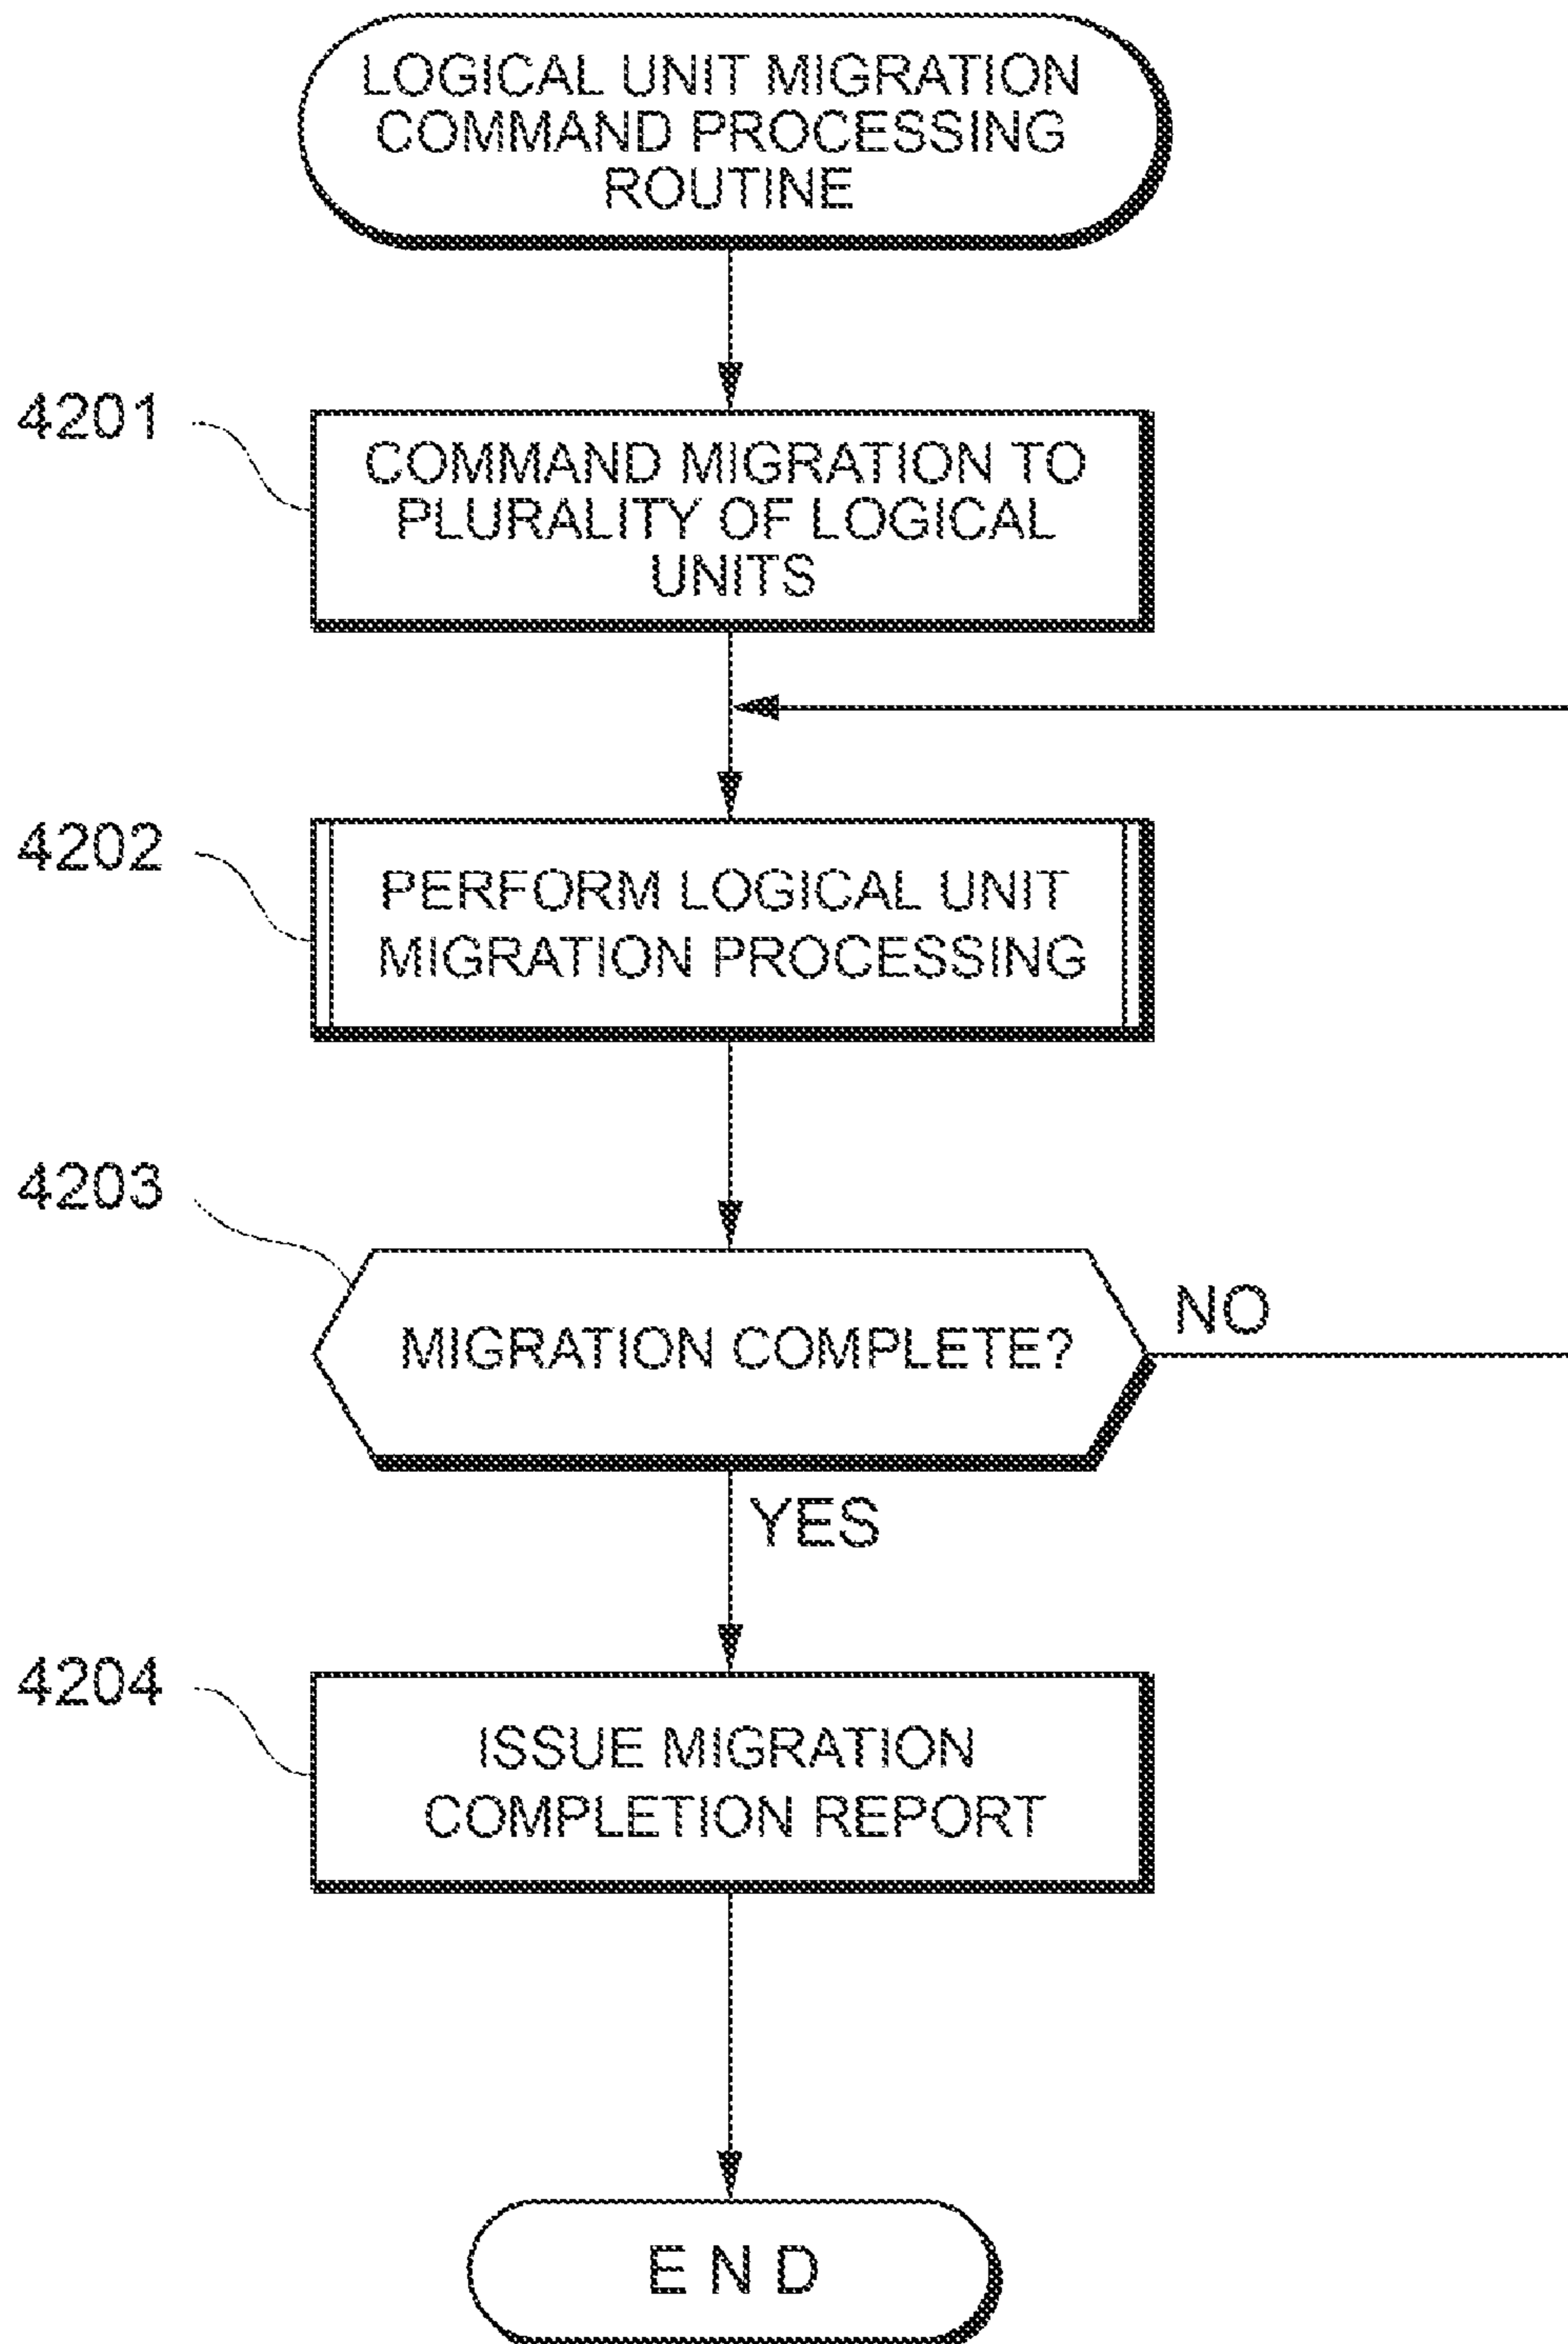 LOGICAL UNIT MIGRATION
COMMAND PROCESSING
ROUTINE
4201
COMMAND MIGRATION TO
PLURALITY OF LOGICAL
UNITS
4202
PERFORM LOGICAL UNIT
MIGRATION PROCESSING
4203
MIGRATION COMPLETE?
NO
YES
4204
ISSUE MIGRATION
COMPLETION REPORT
END